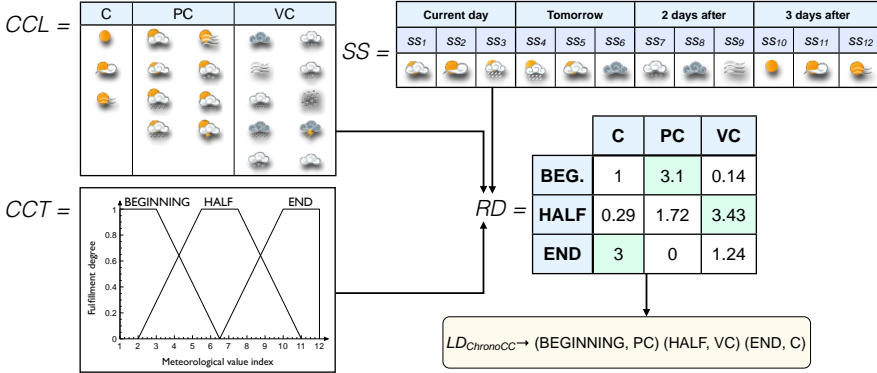 CCL =
C PC VC
SS =
Current day Tomorrow 2 days after 3 days after
SS1 SS2 SS3 SS4 SS5 SS6 SS7 SS8 SS9 SS10 SS11 SS12
CCT =
BEGINNING HALF END
Fulfillment degree
1
0.8
0.6
0.4
0.2
0
1 2 3 4 5 6 7 8 9 10 11 12
Meteorological value index
RD =
C PC VC
BEG. 1 3.1 0.14
HALF 0.29 1.72 3.43
END 3 0 1.24
LDChronoCC→ (BEGINNING, PC) (HALF, VC) (END, C)